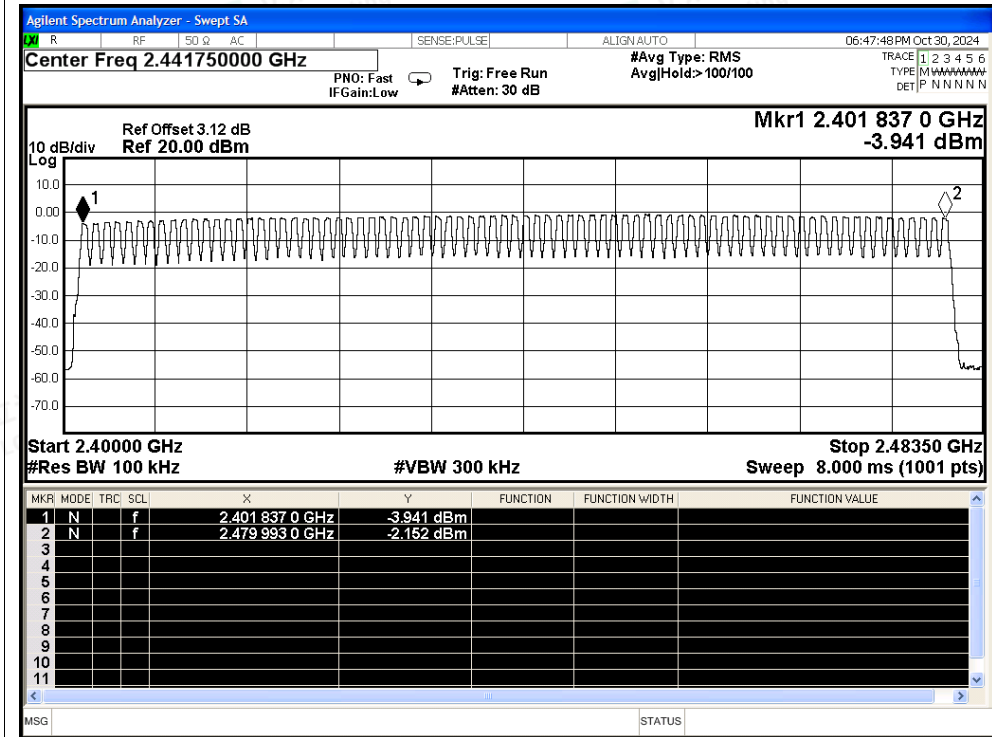 Agilent Spectrum Analyzer - Swept SA
LXI R RF 50 Ω AC SENSE:PULSE ALIGN AUTO 06:47:48 PM Oct 30, 2024
Center Freq 2.441750000 GHz #Avg Type: RMS TRACE 1 2 3 4 5 6
PNO: Fast Trig: Free Run Avg|Hold:>100/100 TYPE M
IFGain:Low #Atten: 30 dB DET P N N N N N
Mkr1 2.401 837 0 GHz
Ref Offset 3.12 dB
10 dB/div Ref 20.00 dBm -3.941 dBm
Log
10.0
1 2
0.00
-10.0
-20.0
-30.0
-40.0
-50.0
-60.0
-70.0
Start 2.40000 GHz Stop 2.48350 GHz
#Res BW 100 kHz #VBW 300 kHz Sweep 8.000 ms (1001 pts)
MKR MODE TRC SCL X Y FUNCTION FUNCTION WIDTH FUNCTION VALUE
1 N f 2.401 837 0 GHz -3.941 dBm
2 N f 2.479 993 0 GHz -2.152 dBm
3
4
5
6
7
8
9
10
11
MSG STATUS